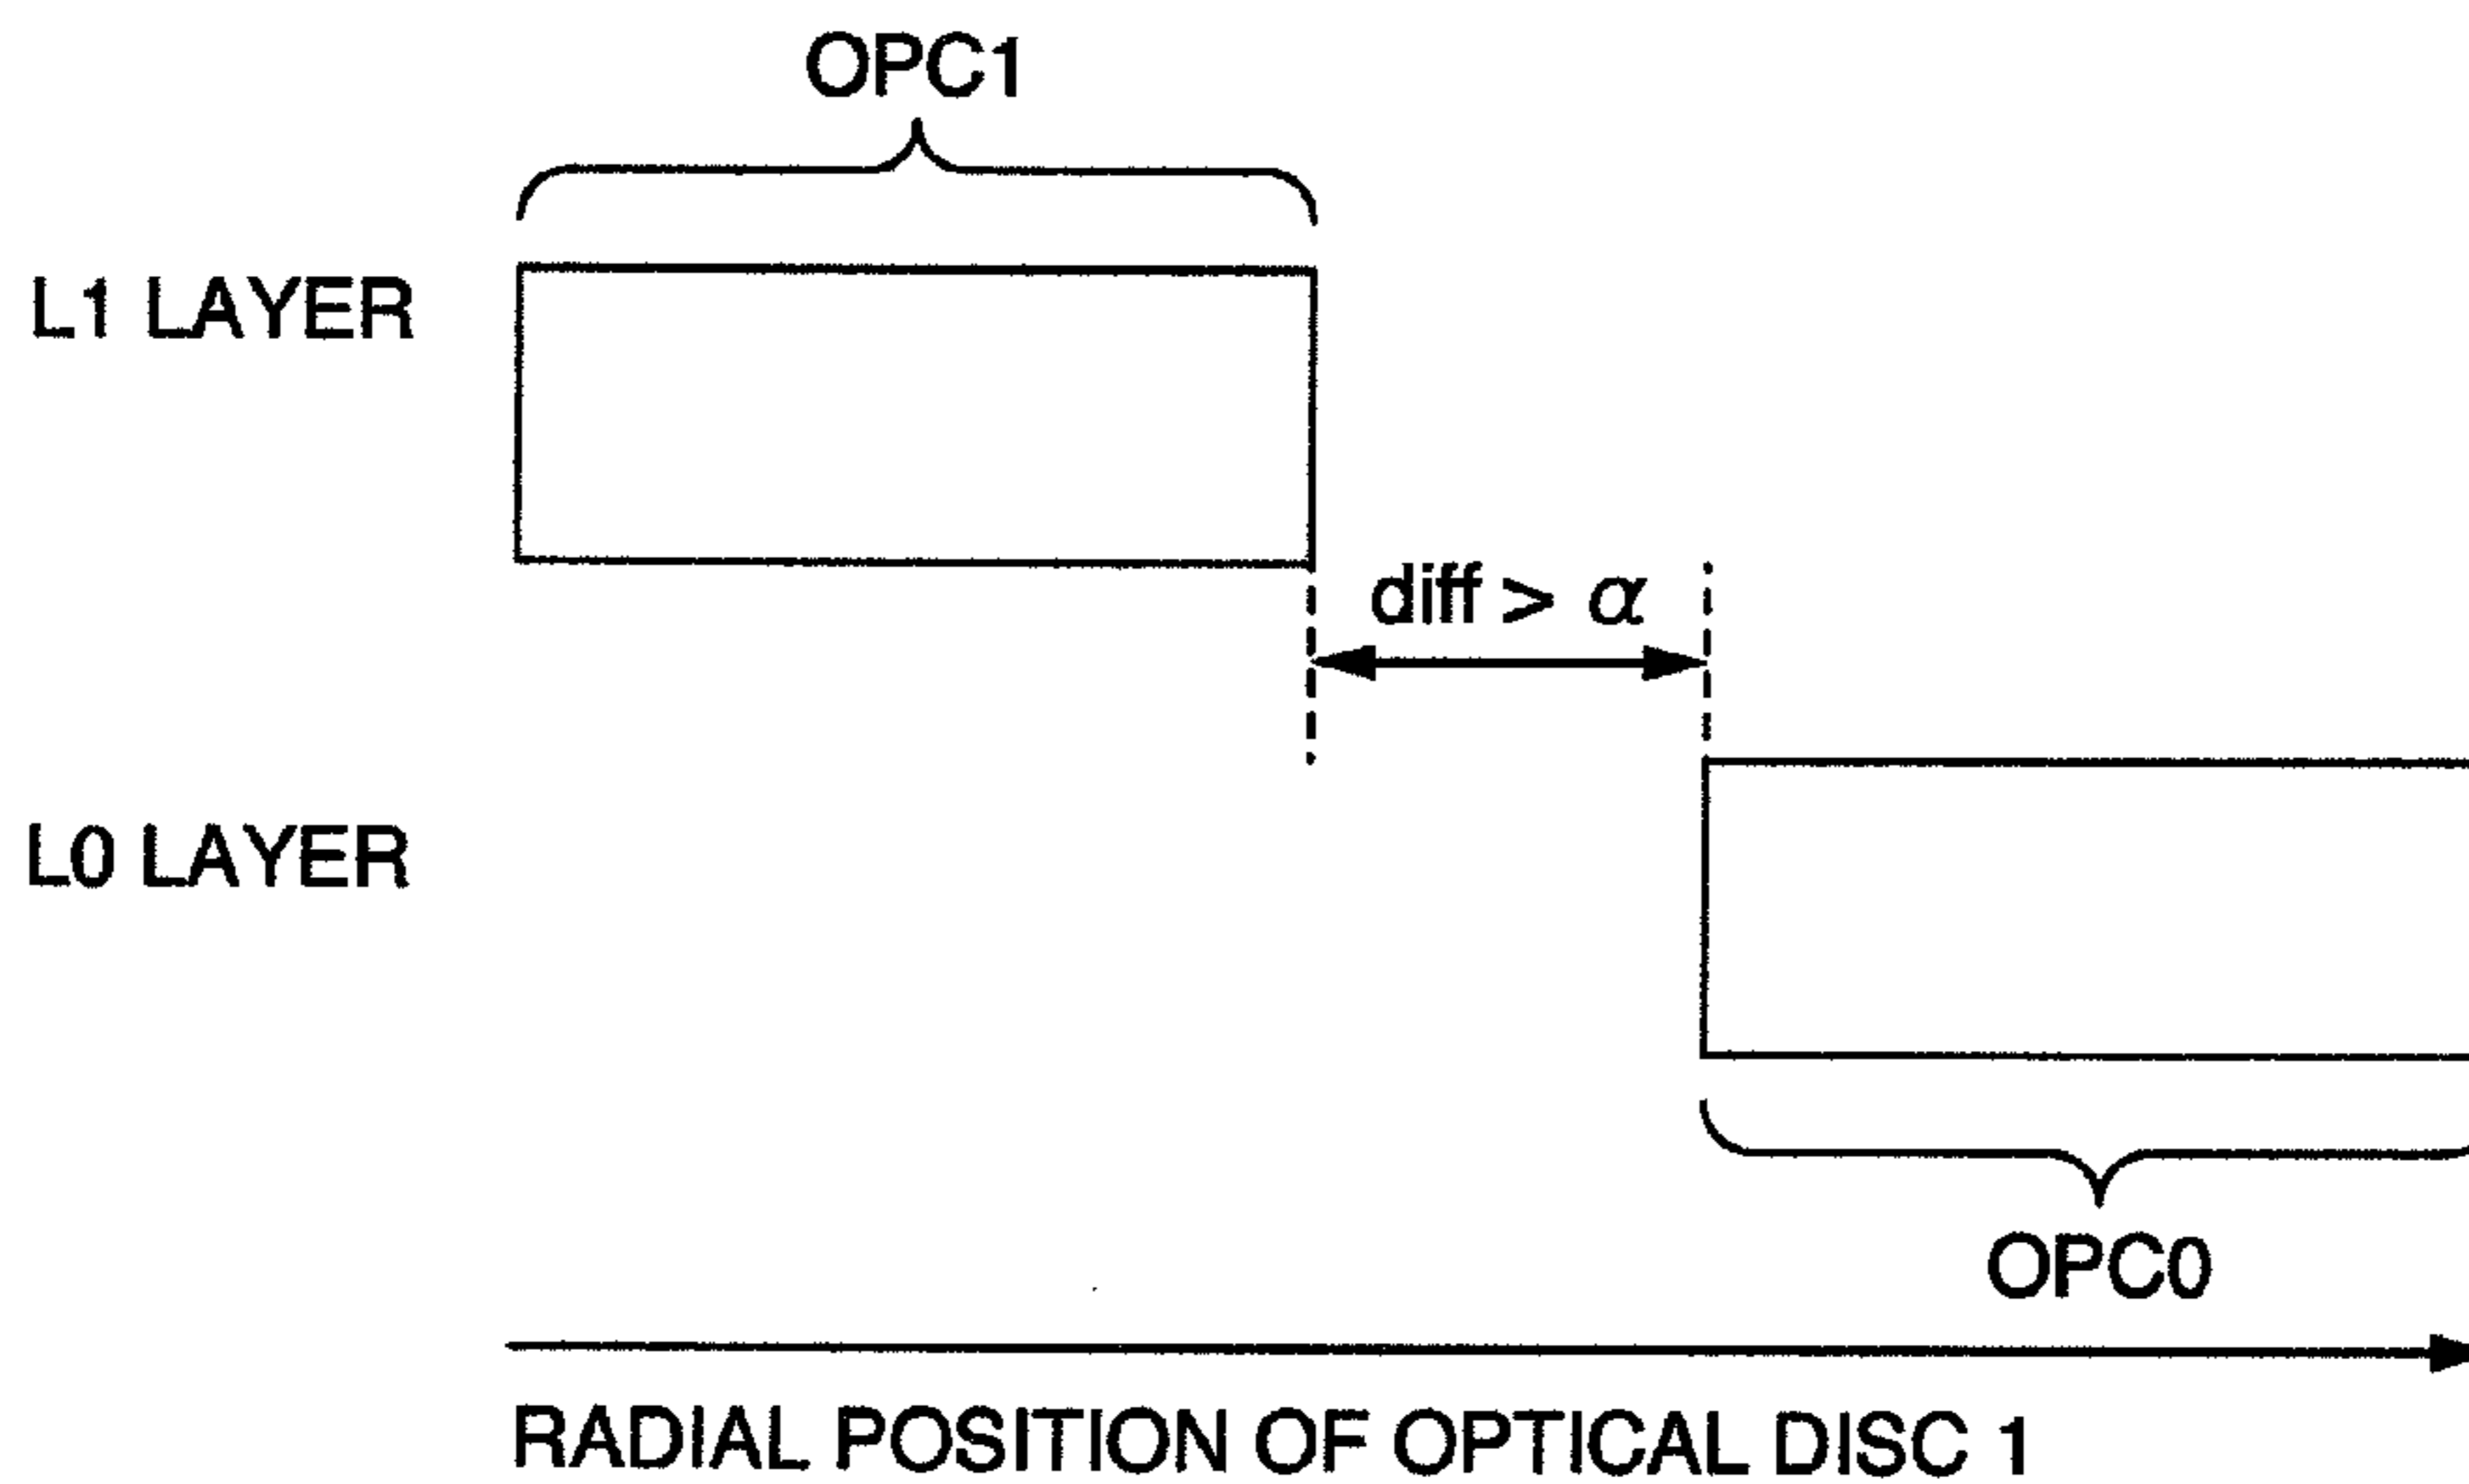 OPC1
L1 LAYER
diff > α
L0 LAYER
OPC0
RADIAL POSITION OF OPTICAL DISC 1